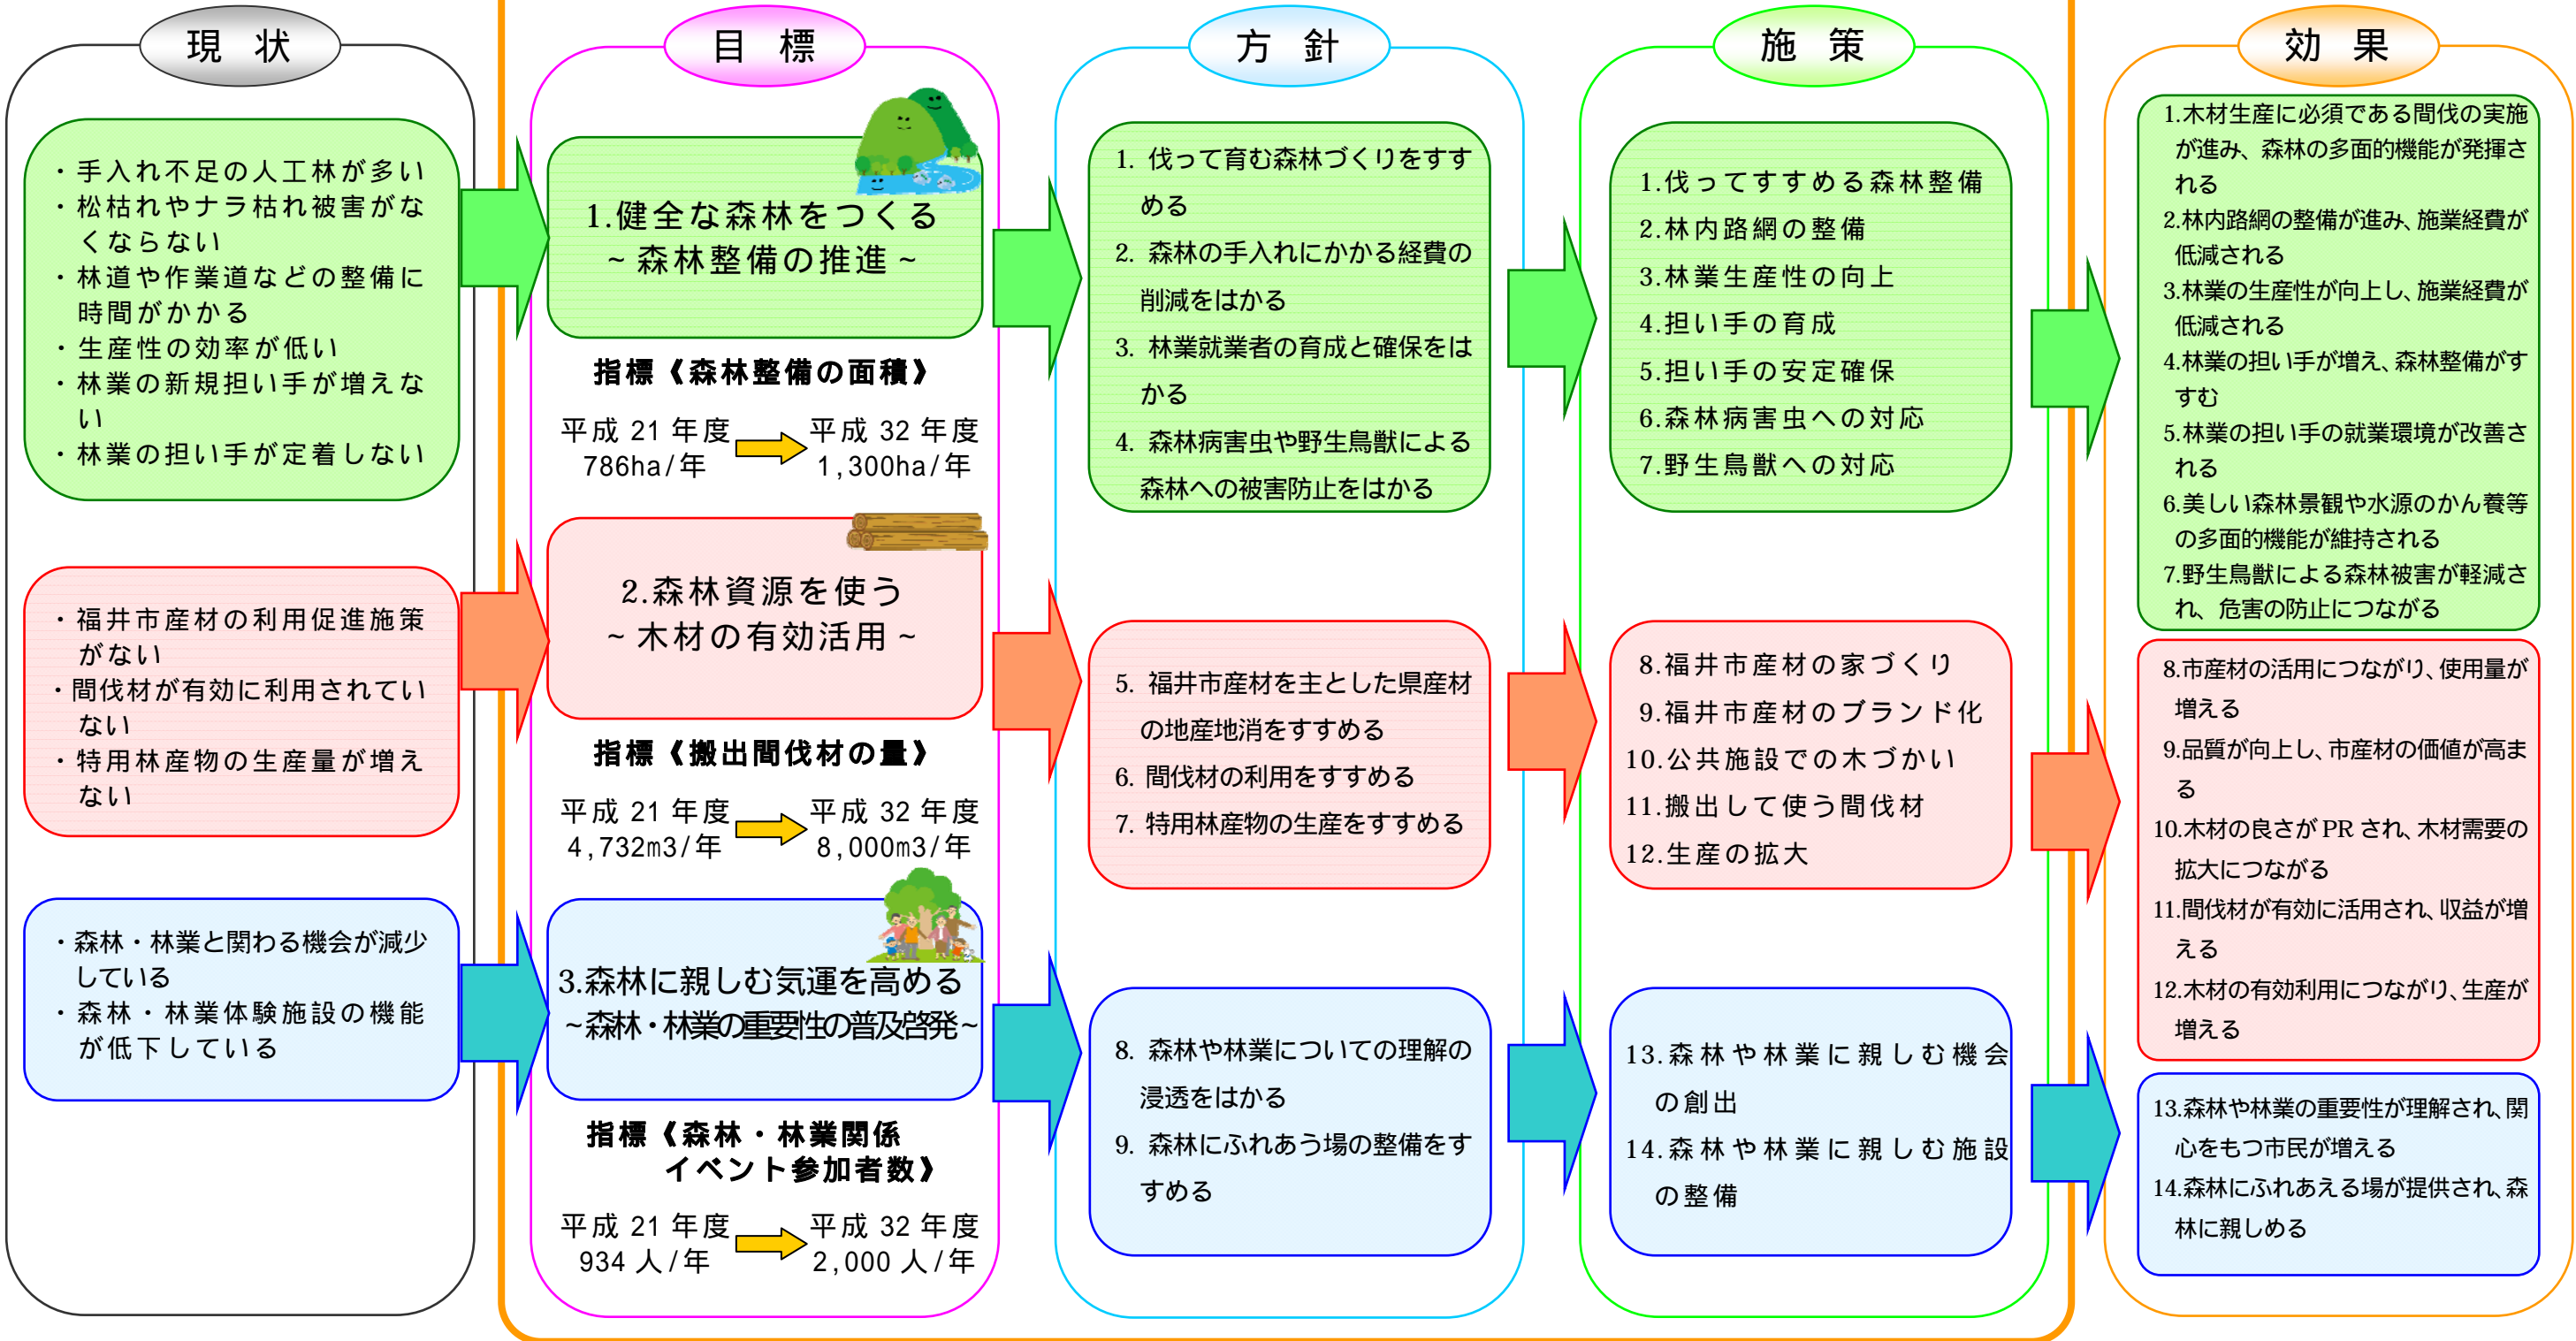 現 状
・手入れ不足の人工林が多い
・松枯れやナラ枯れ被害がな
くならない
・林道や作業道などの整備に
時間がかかる
・生産性の効率が低い
・林業の新規担い手が増えな
い
・林業の担い手が定着しない
・福井市産材の利用促進施策
がない
・間伐材が有効に利用されてい
ない
・特用林産物の生産量が増え
ない
・森林・林業と関わる機会が減少
している
・森林・林業体験施設の機能
が低下している
目 標
1.健全な森林をつくる
~森林整備の推進~
指標《森林整備の面積》
平成 21 年度 平成 32 年度
786ha/年 1,300ha/年
2.森林資源を使う
~木材の有効活用~
指標《搬出間伐材の量》
平成 21 年度 平成 32 年度
4,732m3/年 8,000m3/年
3.森林に親しむ気運を高める
~森林・林業の重要性の普及啓発~
指標《森林・林業関係
イベント参加者数》
平成 21 年度 平成 32 年度
934 人/年 2,000 人/年
方 針
1. 伐って育む森林づくりをすす
める
2. 森林の手入れにかかる経費の
削減をはかる
3. 林業就業者の育成と確保をは
かる
4. 森林病害虫や野生鳥獣による
森林への被害防止をはかる
5. 福井市産材を主とした県産材
の地産地消をすすめる
6. 間伐材の利用をすすめる
7. 特用林産物の生産をすすめる
8. 森林や林業についての理解の
浸透をはかる
9. 森林にふれあう場の整備をす
すめる
施 策
1.伐ってすすめる森林整備
2.林内路網の整備
3.林業生産性の向上
4.担い手の育成
5.担い手の安定確保
6.森林病害虫への対応
7.野生鳥獣への対応
8.福井市産材の家づくり
9.福井市産材のブランド化
10.公共施設での木づかい
11.搬出して使う間伐材
12.生産の拡大
13.森林や林業に親しむ機会
の創出
14.森林や林業に親しむ施設
の整備
効 果
1.木材生産に必須である間伐の実施
が進み、森林の多面的機能が発揮さ
れる
2.林内路網の整備が進み、施業経費が
低減される
3.林業の生産性が向上し、施業経費が
低減される
4.林業の担い手が増え、森林整備がす
すむ
5.林業の担い手の就業環境が改善さ
れる
6.美しい森林景観や水源のかん養等
の多面的機能が維持される
7.野生鳥獣による森林被害が軽減さ
れ、危害の防止につながる
8.市産材の活用につながり、使用量が
増える
9.品質が向上し、市産材の価値が高ま
る
10.木材の良さが PR され、木材需要の
拡大につながる
11.間伐材が有効に活用され、収益が増
える
12.木材の有効利用につながり、生産が
増える
13.森林や林業の重要性が理解され、関
心をもつ市民が増える
14.森林にふれあえる場が提供され、森
林に親しめる